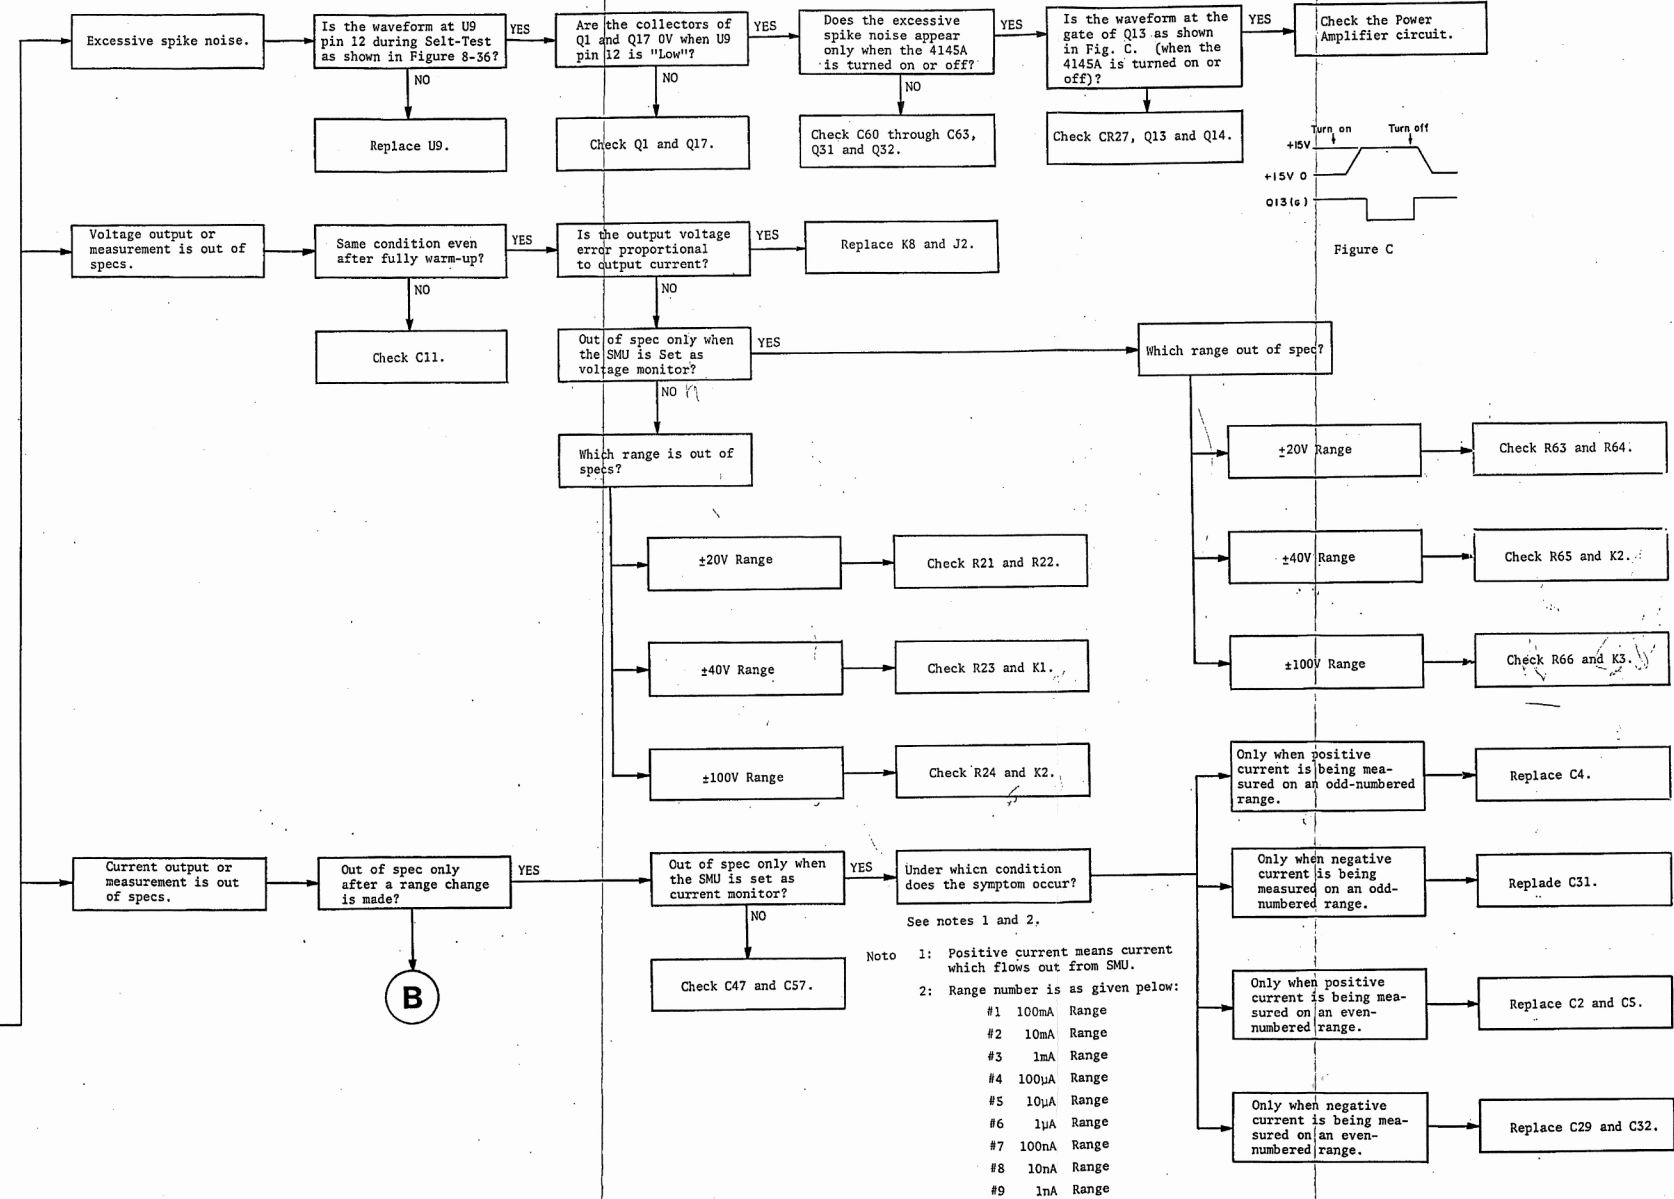 Excessive spike noise.
Is the waveform at U9
pin 12 during Selt-Test
as shown in Figure 8-36?
YES
NO
Replace U9.
Are the collectors of
Q1 and Q17 0V when U9
pin 12 is "Low"?
YES
NO
Check Q1 and Q17.
Does the excessive
spike noise appear
only when the 4145A
is turned on or off?
YES
NO
Check C60 through C63,
Q31 and Q32.
Is the waveform at the
gate of Q13 as shown
in Fig. C. (when the
4145A is turned on or
off)?
YES
Check CR27, Q13 and Q14.
Check the Power
Amplifier circuit.
Turn on
Turn off
+15V
+15V 0
Q13(G)
Figure C
Voltage output or
measurement is out of
specs.
Same condition even
after fully warm-up?
YES
NO
Check C11.
Is the output voltage
error proportional
to output current?
YES
NO
Replace K8 and J2.
Out of spec only when
the SMU is Set as
voltage monitor?
YES
NO
Which range is out of
specs?
±20V Range
Check R21 and R22.
±40V Range
Check R23 and K1.
±100V Range
Check R24 and K2.
Which range out of spec?
±20V Range
Check R63 and R64.
±40V Range
Check R65 and K2.
±100V Range
Check R66 and K3.
Current output or
measurement is out
of specs.
Out of spec only
after a range change
is made?
YES
B
Out of spec only when
the SMU is set as
current monitor?
YES
NO
Check C47 and C57.
Under whicn condition
does the symptom occur?
See notes 1 and 2.
Noto 1: Positive current means current
which flows out from SMU.
2: Range number is as given pelow:
#1 100mA Range
#2 10mA Range
#3 1mA Range
#4 100µA Range
#5 10µA Range
#6 1µA Range
#7 100nA Range
#8 10nA Range
#9 1nA Range
Only when positive
current is being mea-
sured on an odd-numbered
range.
Replace C4.
Only when negative
current is being
measured on an odd-
numbered range.
Replade C31.
Only when positive
current is being mea-
sured on an even-
numbered range.
Replace C2 and C5.
Only when negative
current is being mea-
sured on an even-
numbered range.
Replace C29 and C32.